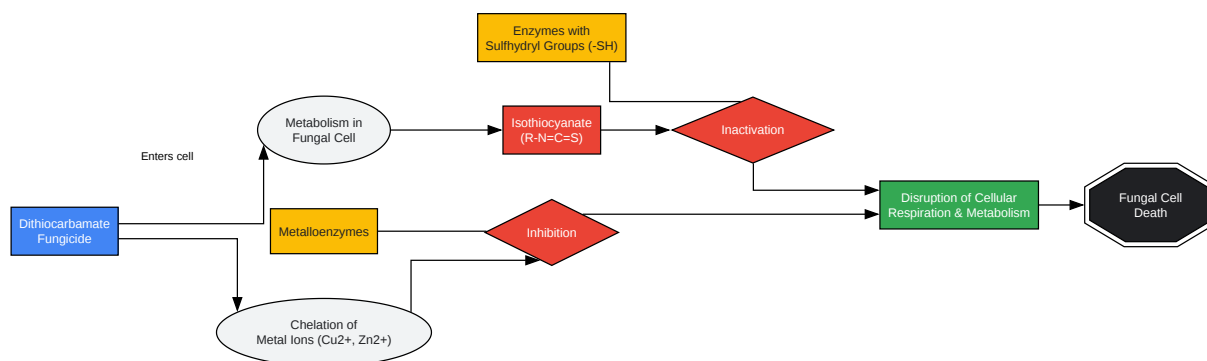 Enzymes with
Sulfhydryl Groups (-SH)
Metabolism in
Fungal Cell
Isothiocyanate
(R-N=C=S)
Inactivation
Enters cell
Dithiocarbamate
Fungicide
Metalloenzymes
Inhibition
Disruption of Cellular
Respiration & Metabolism
Fungal Cell
Death
Chelation of
Metal Ions (Cu2+, Zn2+)